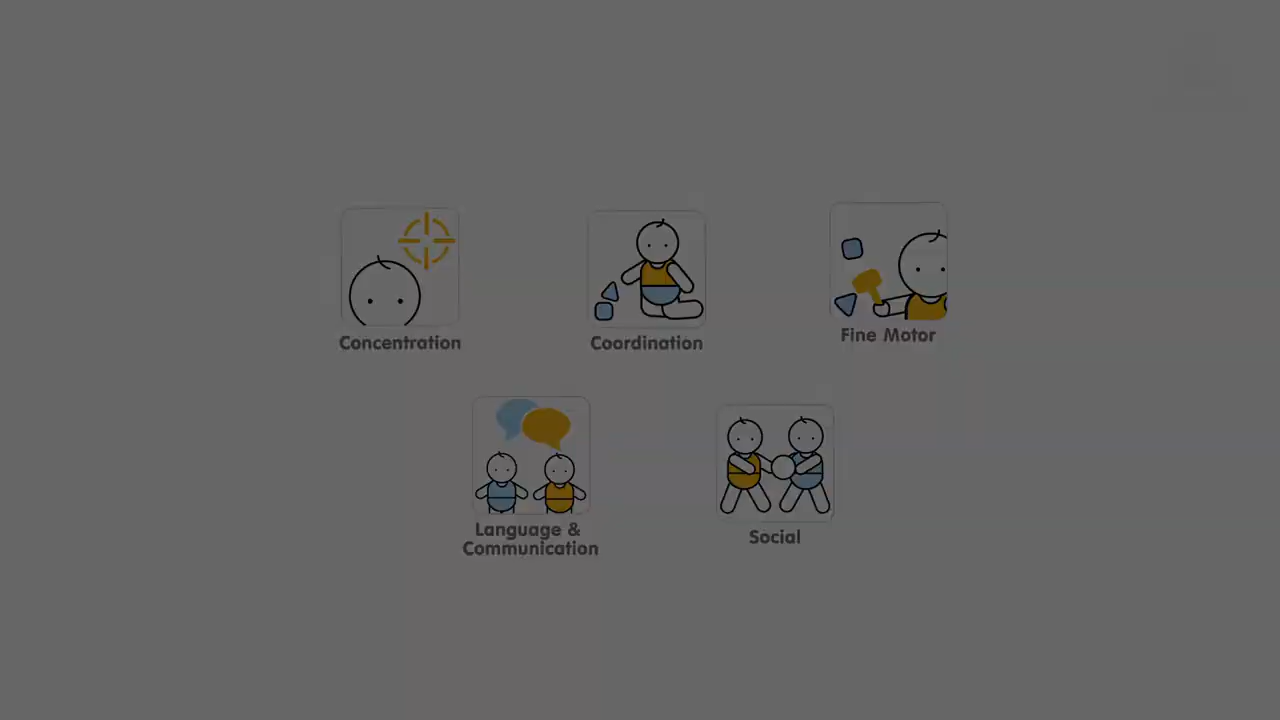 Concentration
Coordination
Fine Motor
Language &
Communication
Social